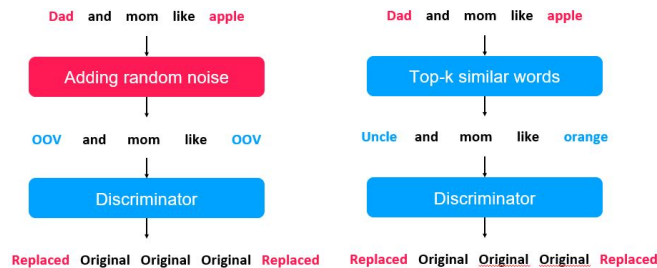 Dad and mom like apple
Adding random noise
OOV and mom like OOV
Discriminator
Replaced Original Original Original Replaced
Dad and mom like apple
Top-k similar words
Uncle and mom like orange
Discriminator
Replaced Original Original Original Replaced